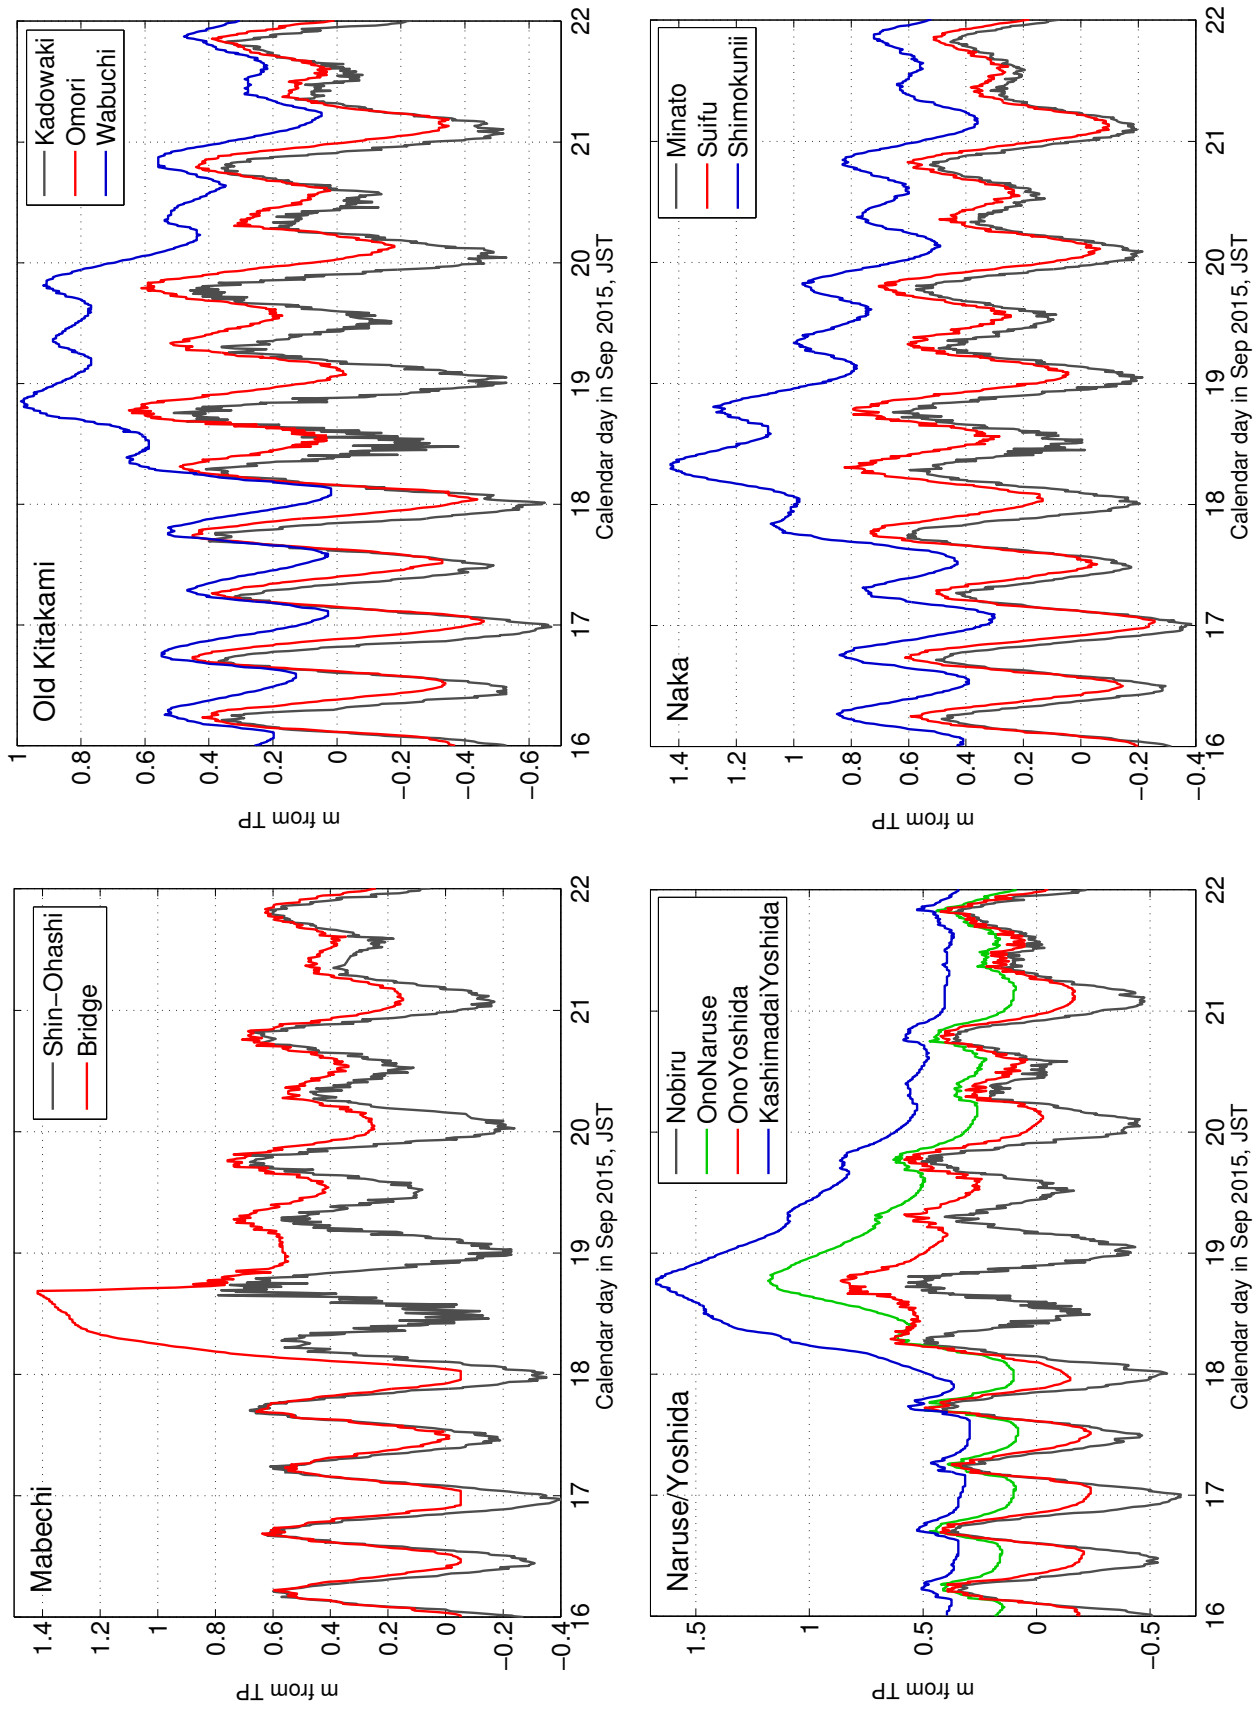 Mabechi
Shin-Ohashi
Bridge
1.4
1.2
1
0.8
0.6
0.4
0.2
0
−0.2
−0.4
m from TP
16
17
18
19
20
21
22
Calendar day in Sep 2015, JST
Old Kitakami
Kadowaki
Omori
Wabuchi
1
0.8
0.6
0.4
0.2
0
−0.2
−0.4
−0.6
m from TP
16
17
18
19
20
21
22
Calendar day in Sep 2015, JST
Naruse/Yoshida
Nobiru
OnoNaruse
OnoYoshida
KashimadaiYoshida
1.5
1
0.5
0
−0.5
m from TP
16
17
18
19
20
21
22
Calendar day in Sep 2015, JST
Naka
Minato
Suifu
Shimokunii
1.4
1.2
1
0.8
0.6
0.4
0.2
0
−0.2
−0.4
m from TP
16
17
18
19
20
21
22
Calendar day in Sep 2015, JST